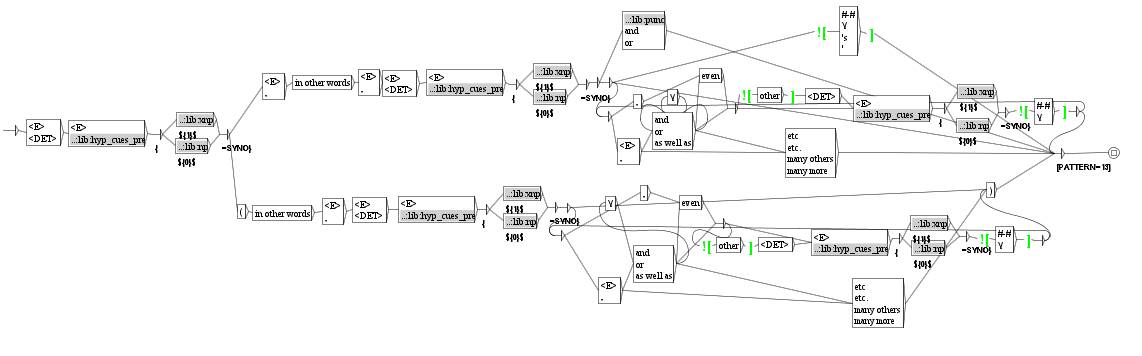 <E>
<DET>
<E>
..:lib:hyp_cues_pre
{
..:lib:xnp
${1}$
..:lib:np
${0}$
=SYNO}
<E>
,
in other words
<E>
,
<E>
<DET>
<E>
..:lib:hyp_cues_pre
{
..:lib:xnp
${1}$
..:lib:np
${0}$
=SYNO}
..:lib:punc
and
or
and
or
as well as
even
<E>
,
![
other
]
<DET>
etc
etc.
many others
many more
![
##
Y
's
'
]
<E>
..:lib:hyp_cues_pre
{
..:lib:xnp
${1}$
..:lib:np
${0}$
=SYNO}
![
##
Y
]
[PATTERN=13]
(
in other words
<E>
,
<E>
<DET>
<E>
..:lib:hyp_cues_pre
{
..:lib:xnp
${1}$
..:lib:np
${0}$
=SYNO}
Y
,
even
and
or
as well as
<E>
,
![
other
]
<DET>
<E>
..:lib:hyp_cues_pre
{
..:lib:xnp
${1}$
..:lib:np
${0}$
=SYNO}
![
##
Y
]
)
etc
etc.
many others
many more